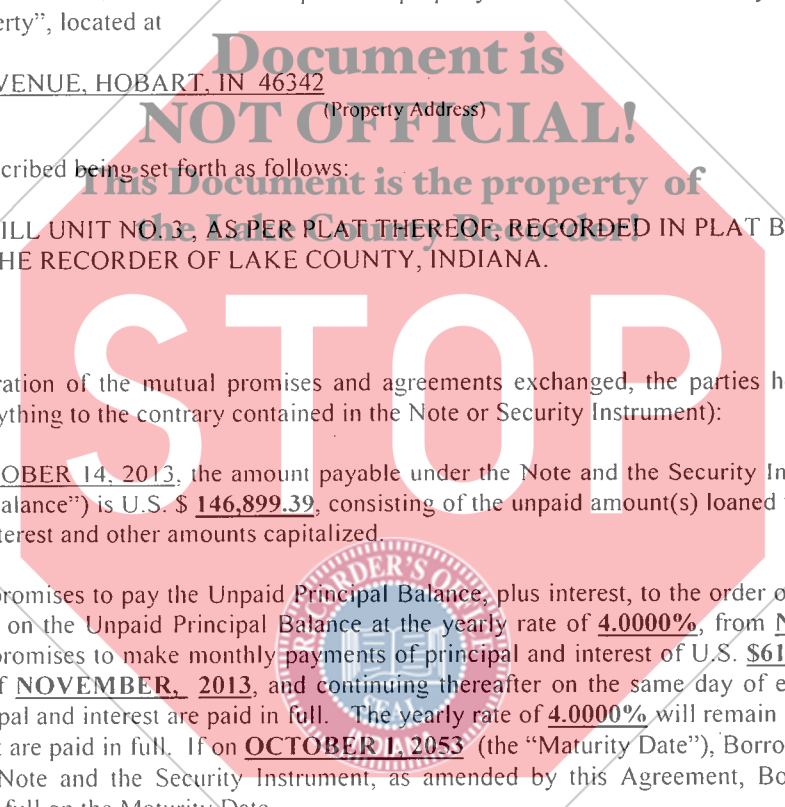 erty”, located at
VENUE, HOBART, IN 46342
(Property Address)
cribed being set forth as follows:
ILL UNIT NO. 3 , AS PER PLAT THEREOF, RECORDED IN PLAT B
HE RECORDER OF LAKE COUNTY, INDIANA.
Document is
NOT OFFICIAL!
This Document is the property of
the Lake County Recorder!
STOP
ration of the mutual promises and agreements exchanged, the parties h
ything to the contrary contained in the Note or Security Instrument):
OBER 14, 2013, the amount payable under the Note and the Security In
alance”) is U.S. $ 146,899.39, consisting of the unpaid amount(s) loaned
terest and other amounts capitalized.
romises to pay the Unpaid Principal Balance, plus interest, to the order o
on the Unpaid Principal Balance at the yearly rate of 4.0000%, from N
promises to make monthly payments of principal and interest of U.S. $61
f NOVEMBER, 2013, and continuing thereafter on the same day of e
pal and interest are paid in full. The yearly rate of 4.0000% will remain
t are paid in full. If on OCTOBER 1, 2053 (the “Maturity Date”), Borro
Note and the Security Instrument, as amended by this Agreement, Bo
full on the Maturity Date.
RECORDER'S OFFICE
SEAL
INDIANA